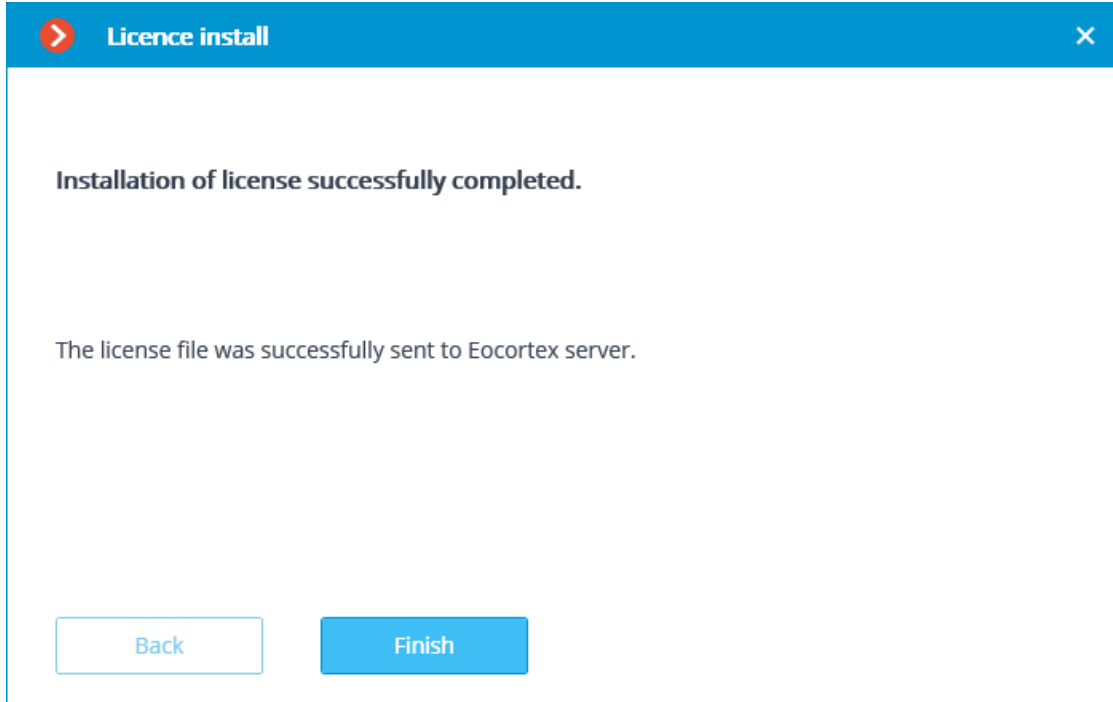 Licence install
Installation of license successfully completed.
The license file was successfully sent to Eocortex server.
Back
Finish